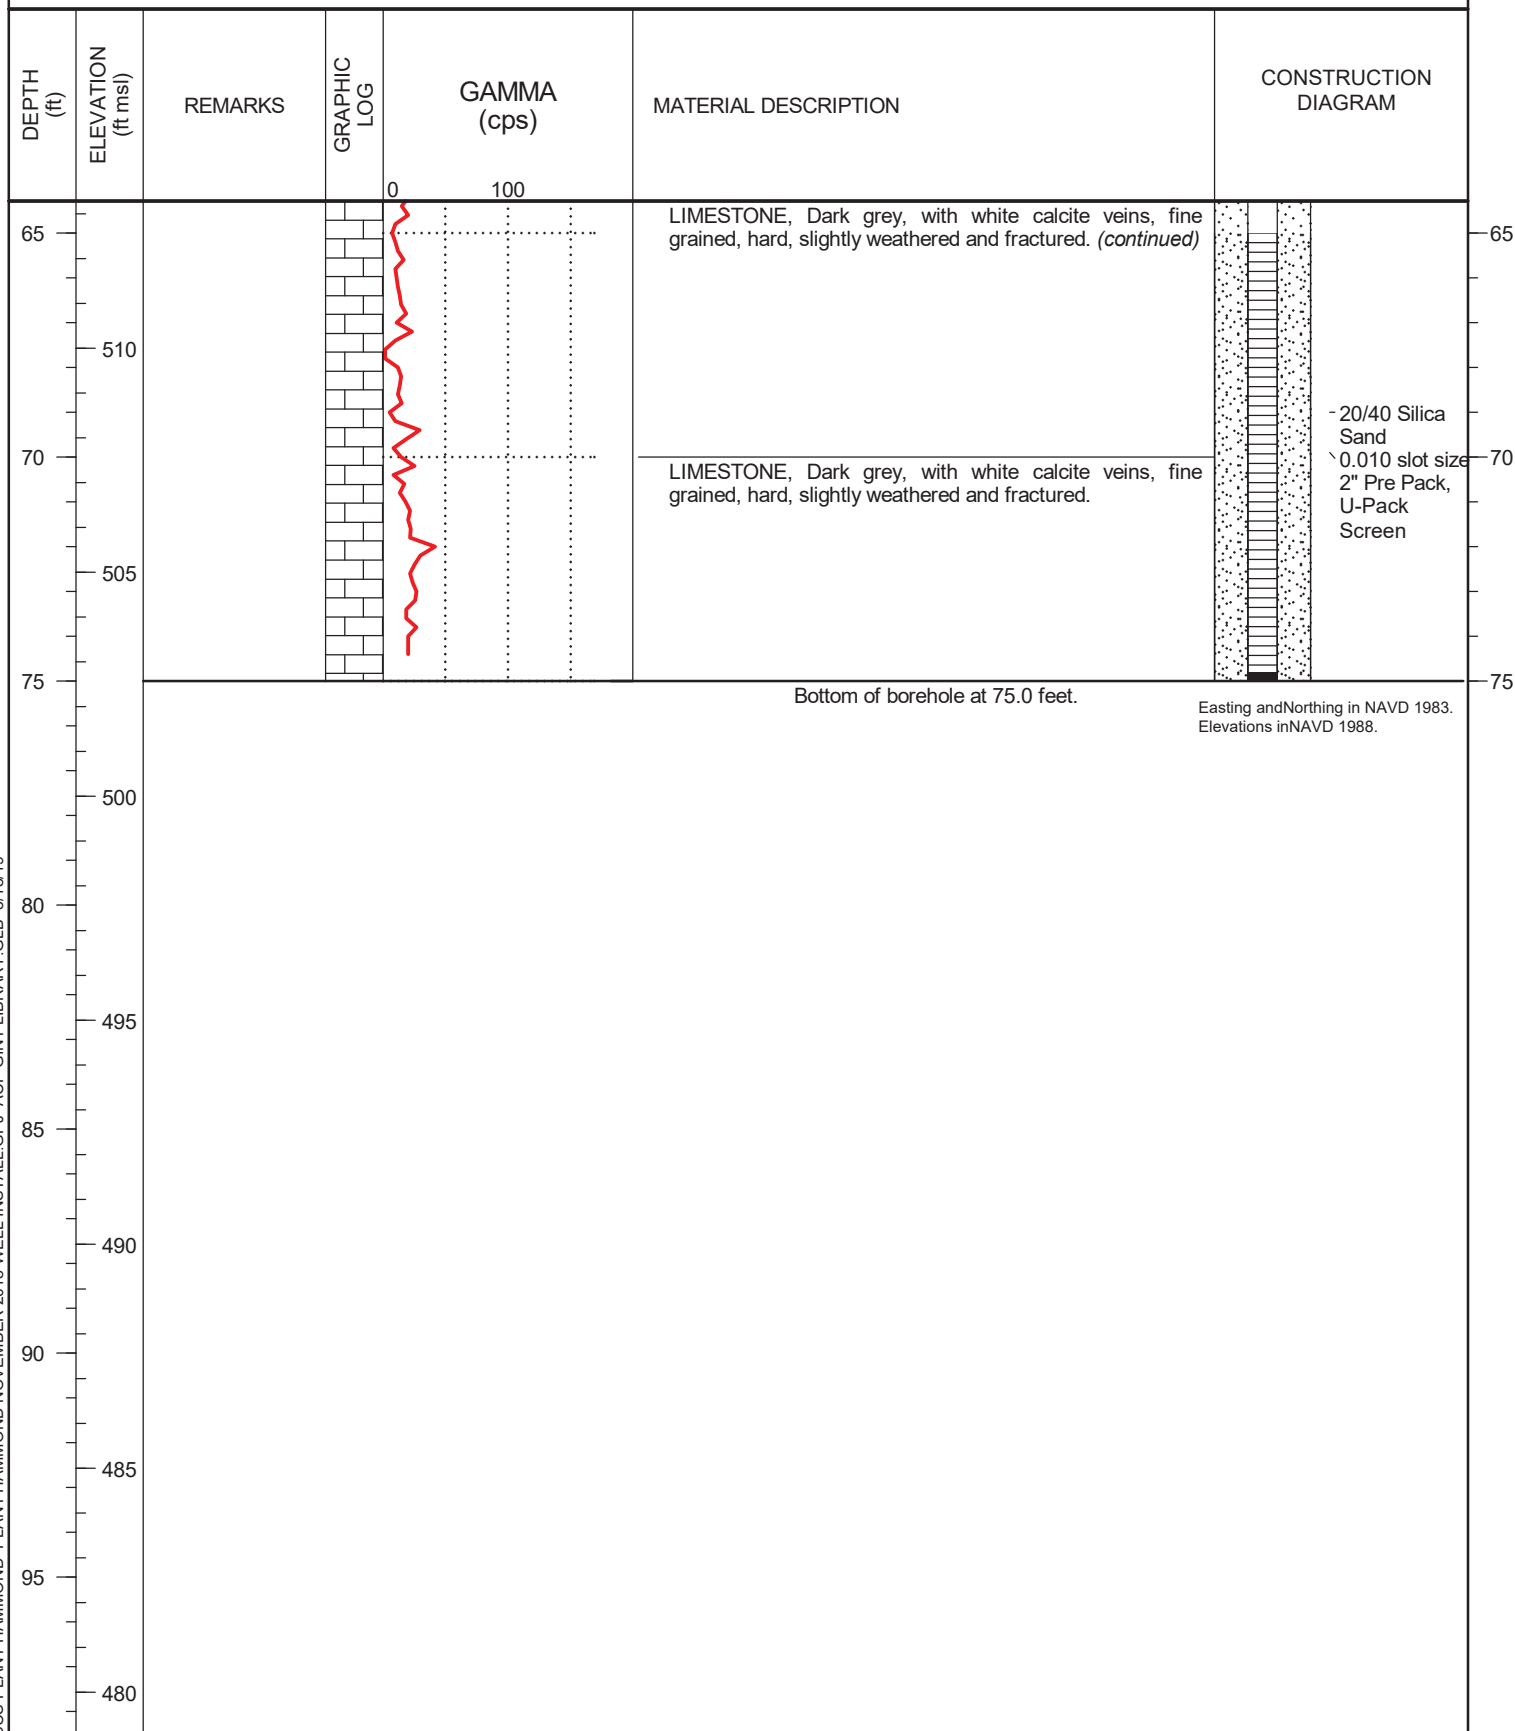 DEPTH
(ft)
ELEVATION
(ft msl)
REMARKS
GRAPHIC
LOG
GAMMA
(cps)
0 100
MATERIAL DESCRIPTION
CONSTRUCTION
DIAGRAM
LIMESTONE, Dark grey, with white calcite veins, fine
grained, hard, slightly weathered and fractured. (continued)
65 65
510
20/40 Silica
Sand
70 70
0.010 slot size
2" Pre Pack,
U-Pack
Screen
LIMESTONE, Dark grey, with white calcite veins, fine
grained, hard, slightly weathered and fractured.
505
75 75
Bottom of borehole at 75.0 feet.
Easting andNorthing in NAVD 1983.
Elevations inNAVD 1988.
500
80
495
85
490
90
485
95
480